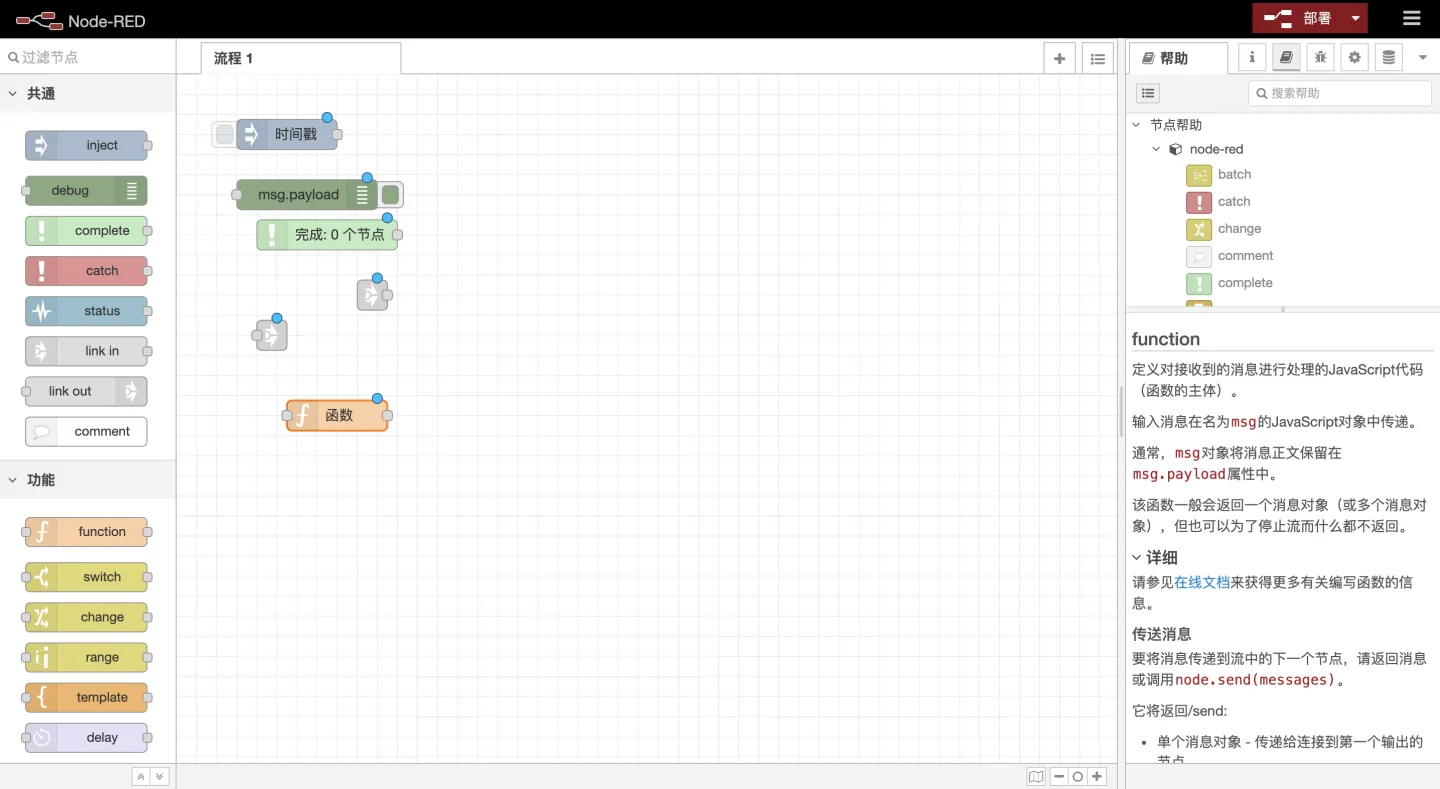 Node-RED
部署
过滤节点
流程 1
帮助
共通
搜索帮助
inject
debug
complete
catch
status
link in
link out
comment
功能
function
switch
change
range
template
delay
时间戳
msg.payload
完成: 0 个节点
函数
节点帮助
node-red
batch
catch
change
comment
complete
function
定义对接收到的消息进行处理的JavaScript代码
（函数的主体）。
输入消息在名为msg的JavaScript对象中传递。
通常，msg对象将消息正文保留在
msg.payload属性中。
该函数一般会返回一个消息对象（或多个消息对
象），但也可以为了停止流而什么都不返回。
详细
请参见在线文档来获得更多有关编写函数的信
息。
传送消息
要将消息传递到流中的下一个节点，请返回消息
或调用node.send(messages)。
它将返回/send:
• 单个消息对象 - 传递给连接到第一个输出的
节点